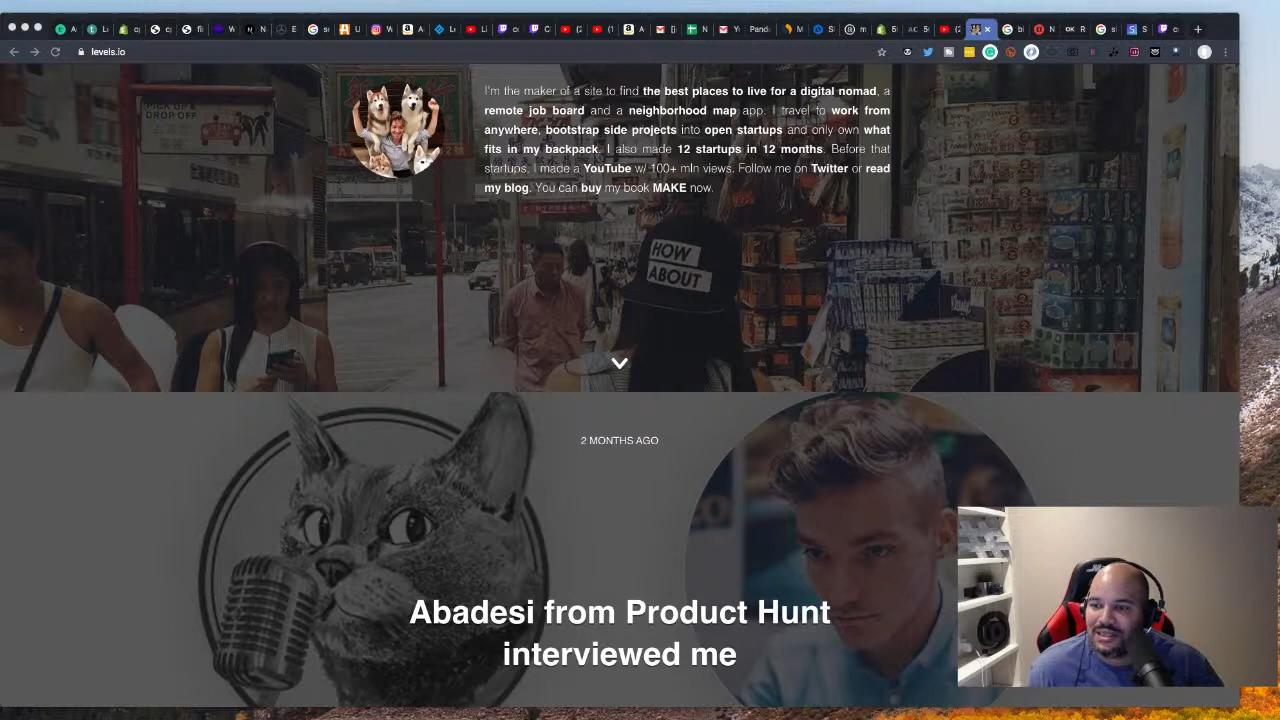 levels.io
PICK UP &
DROP OFF
I'm the maker of a site to find the best places to live for a digital nomad, a
remote job board and a neighborhood map app. I travel to work from
anywhere, bootstrap side projects into open startups and only own what
fits in my backpack. I also made 12 startups in 12 months. Before that
startups, I made a YouTube w/ 100+ mln views. Follow me on Twitter or read
my blog. You can buy my book MAKE now.
HOW
ABOUT
2 MONTHS AGO
Abadesi from Product Hunt
interviewed me